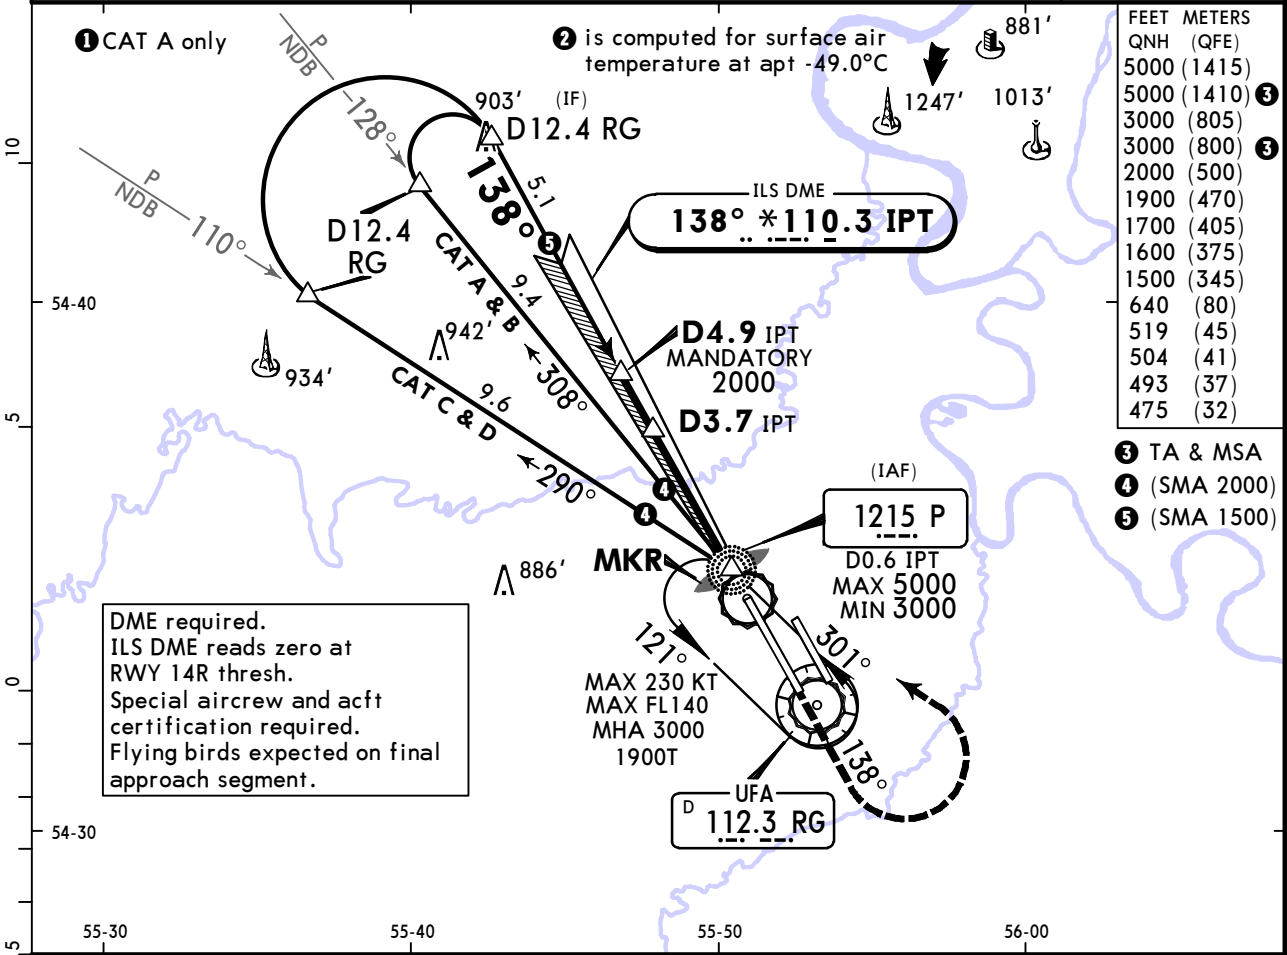 ❶ CAT A only
❷ is computed for surface air
temperature at apt -49.0°C
881'
1247'
1013'
FEET METERS
QNH (QFE)
5000 (1415)
5000 (1410) ❸
3000 (805)
3000 (800) ❸
2000 (500)
1900 (470)
1700 (405)
1600 (375)
1500 (345)
640 (80)
519 (45)
504 (41)
493 (37)
475 (32)
❸ TA & MSA
❹ (SMA 2000)
❺ (SMA 1500)
P
NDB
128°
P
NDB
110°
903'
(IF)
D12.4 RG
138°
5.1
❺
D12.4
RG
CAT A & B
9.4
308°
ILS DME
138° *110.3 IPT
10
54-40
942'
934'
CAT C & D
9.6
290°
D4.9 IPT
MANDATORY
2000
D3.7 IPT
5
❹
❹
(IAF)
1215 P
D0.6 IPT
MAX 5000
MIN 3000
MKR
886'
DME required.
ILS DME reads zero at
RWY 14R thresh.
Special aircrew and acft
certification required.
Flying birds expected on final
approach segment.
121°
301°
MAX 230 KT
MAX FL140
MHA 3000
1900T
138°
UFA
D
112.3 RG
0
54-30
5
55-30
55-40
55-50
56-00